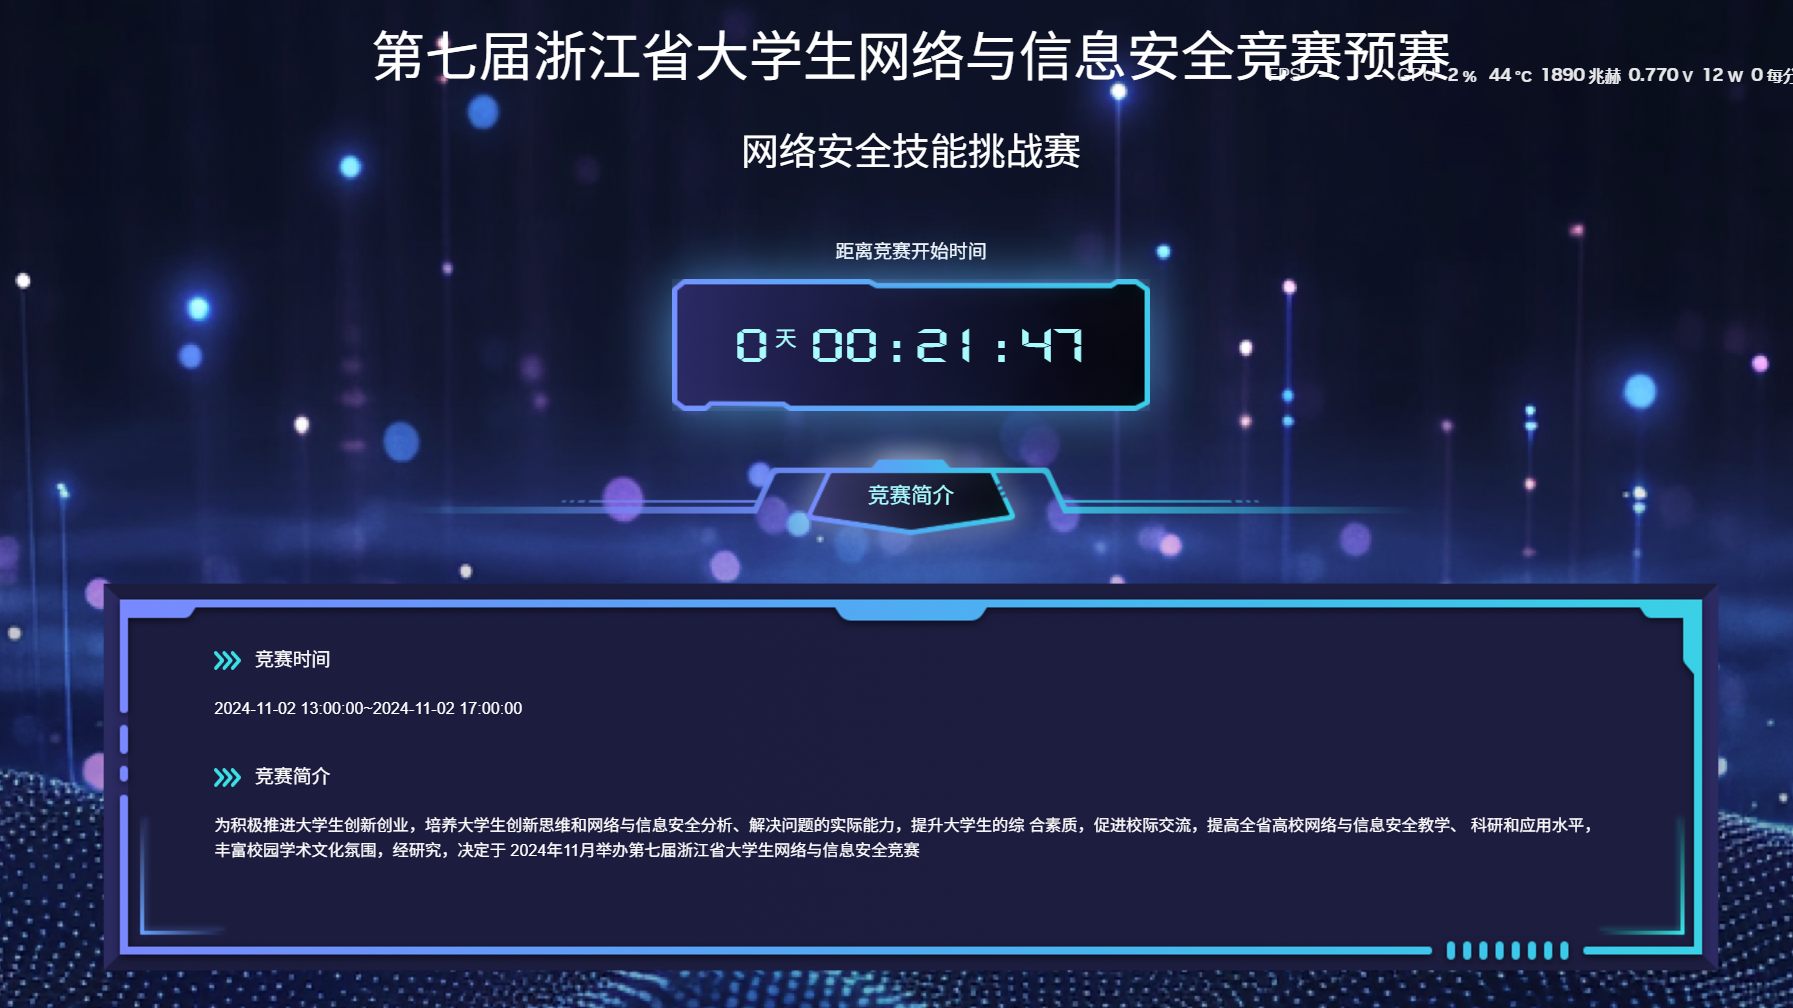 第七届浙江省大学生网络与信息安全竞赛预赛
FPS CPU 2 % 44 °C 1890 兆赫 0.770 V 12 W 0 每分
网络安全技能挑战赛
距离竞赛开始时间
0 天 00:21:47
竞赛简介
竞赛时间
2024-11-02 13:00:00~2024-11-02 17:00:00
竞赛简介
为积极推进大学生创新创业，培养大学生创新思维和网络与信息安全分析、解决问题的实际能力，提升大学生的综 合素质，促进校际交流，提高全省高校网络与信息安全教学、 科研和应用水平，
丰富校园学术文化氛围，经研究，决定于 2024年11月举办第七届浙江省大学生网络与信息安全竞赛